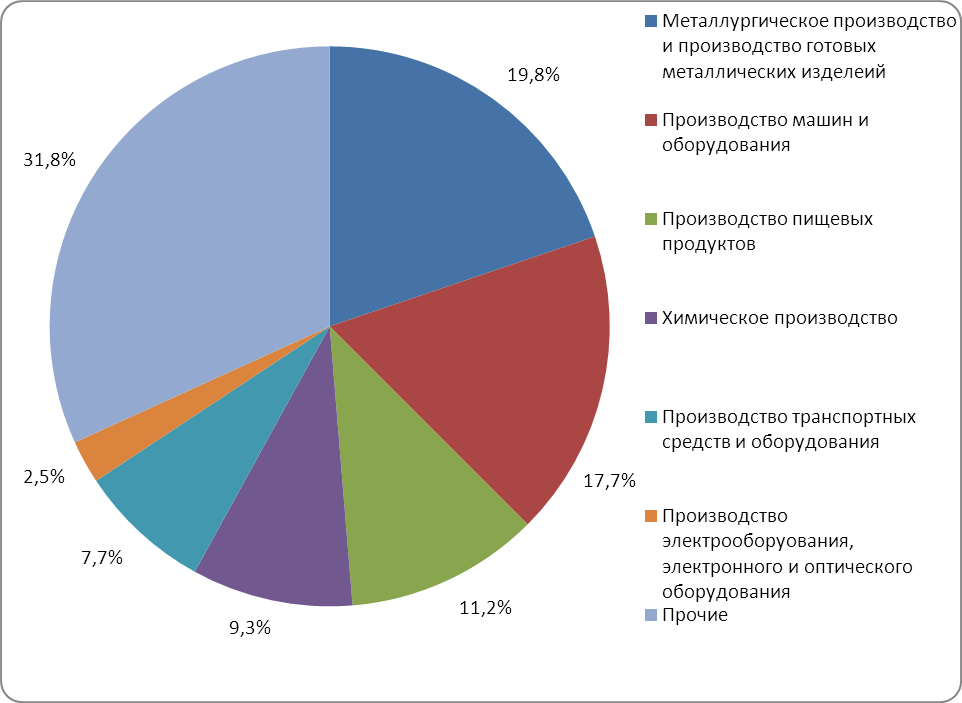 19,8%
17,7%
11,2%
9,3%
7,7%
2,5%
31,8%
Металлургическое производство
и производство готовых
металлических изделеий
Производство машин и
оборудования
Производство пищевых
продуктов
Химическое производство
Производство транспортных
средств и оборудования
Производство
электрооборуования,
электронного и оптического
оборудования
Прочие